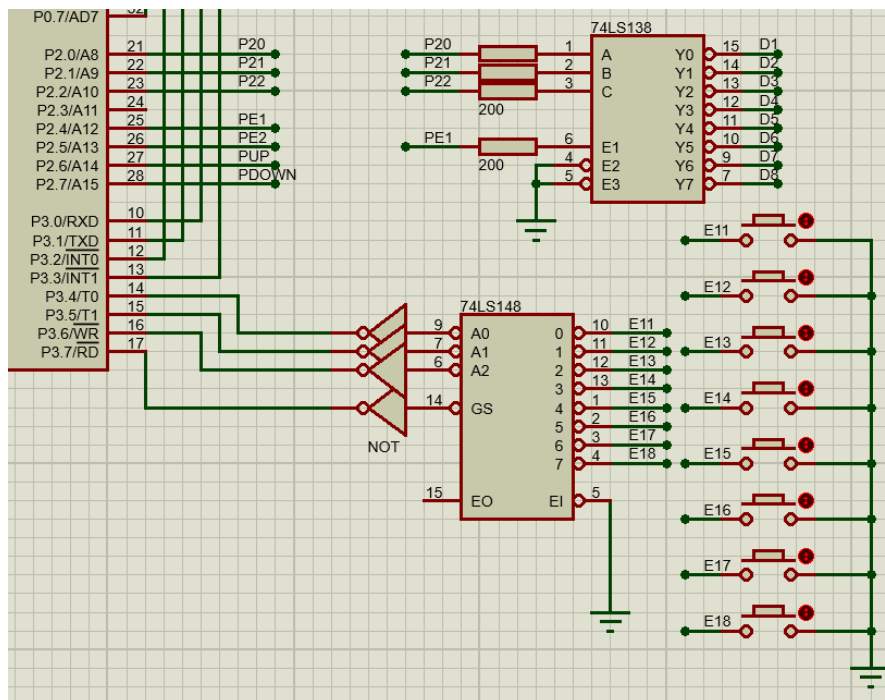 P0.7/AD7
32
P2.0/A8
21
P20
P2.1/A9
22
P21
P2.2/A10
23
P22
P2.3/A11
24
P2.4/A12
25
PE1
P2.5/A13
26
PE2
P2.6/A14
27
PUP
P2.7/A15
28
PDOWN
P3.0/RXD
10
P3.1/TXD
11
P3.2/INT0
12
P3.3/INT1
13
P3.4/T0
14
P3.5/T1
15
P3.6/WR
16
P3.7/RD
17
74LS138
P20
1
A
Y0
15
D1
P21
2
B
Y1
14
D2
P22
3
C
Y2
13
D3
200
Y3
12
D4
Y4
11
D5
PE1
6
E1
Y5
10
D6
200
4
E2
Y6
9
D7
5
E3
Y7
7
D8
74LS148
9
A0
0
10
E11
7
A1
1
11
E12
6
A2
2
12
E13
3
13
E14
14
GS
4
1
E15
5
2
E16
6
3
E17
7
4
E18
NOT
15
EO
EI
5
E11
E12
E13
E14
E15
E16
E17
E18